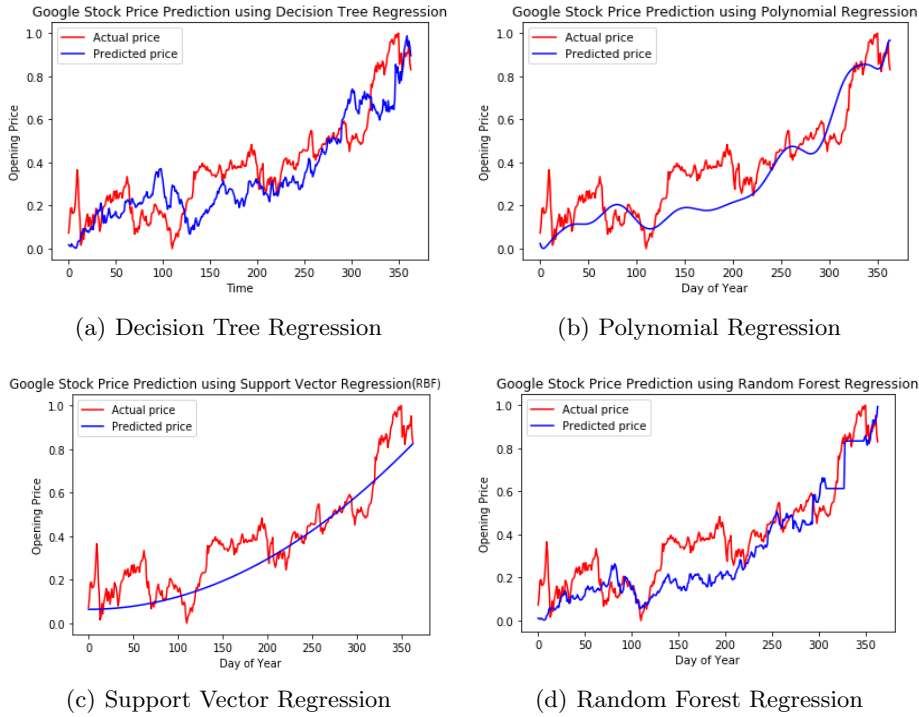 Google Stock Price Prediction using Decision Tree Regression
Actual price
Predicted price
1.0
0.8
0.6
0.4
0.2
0.0
Opening Price
0 50 100 150 200 250 300 350
Time
(a) Decision Tree Regression
Google Stock Price Prediction using Polynomial Regression
Actual price
Predicted price
1.0
0.8
0.6
0.4
0.2
0.0
Opening Price
0 50 100 150 200 250 300 350
Day of Year
(b) Polynomial Regression
Google Stock Price Prediction using Support Vector Regression(RBF)
Actual price
Predicted price
1.0
0.8
0.6
0.4
0.2
0.0
Opening Price
0 50 100 150 200 250 300 350
Day of Year
(c) Support Vector Regression
Google Stock Price Prediction using Random Forest Regression
Actual price
Predicted price
1.0
0.8
0.6
0.4
0.2
0.0
Opening Price
0 50 100 150 200 250 300 350
Day of Year
(d) Random Forest Regression